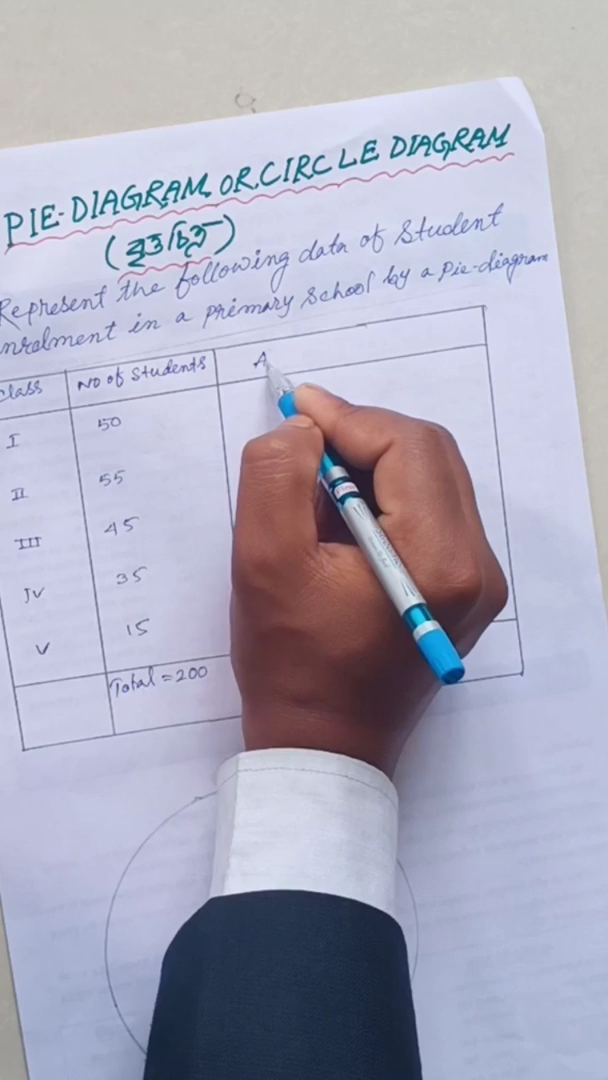 PIE-DIAGRAM OR CIRCLE DIAGRAM
(বৃত্তচিত্র)
Represent the following data of Student
nrolment in a primary School by a Pie-diagram
class No of Students A
I 50
II 55
III 45
IV 35
V 15
Total = 200